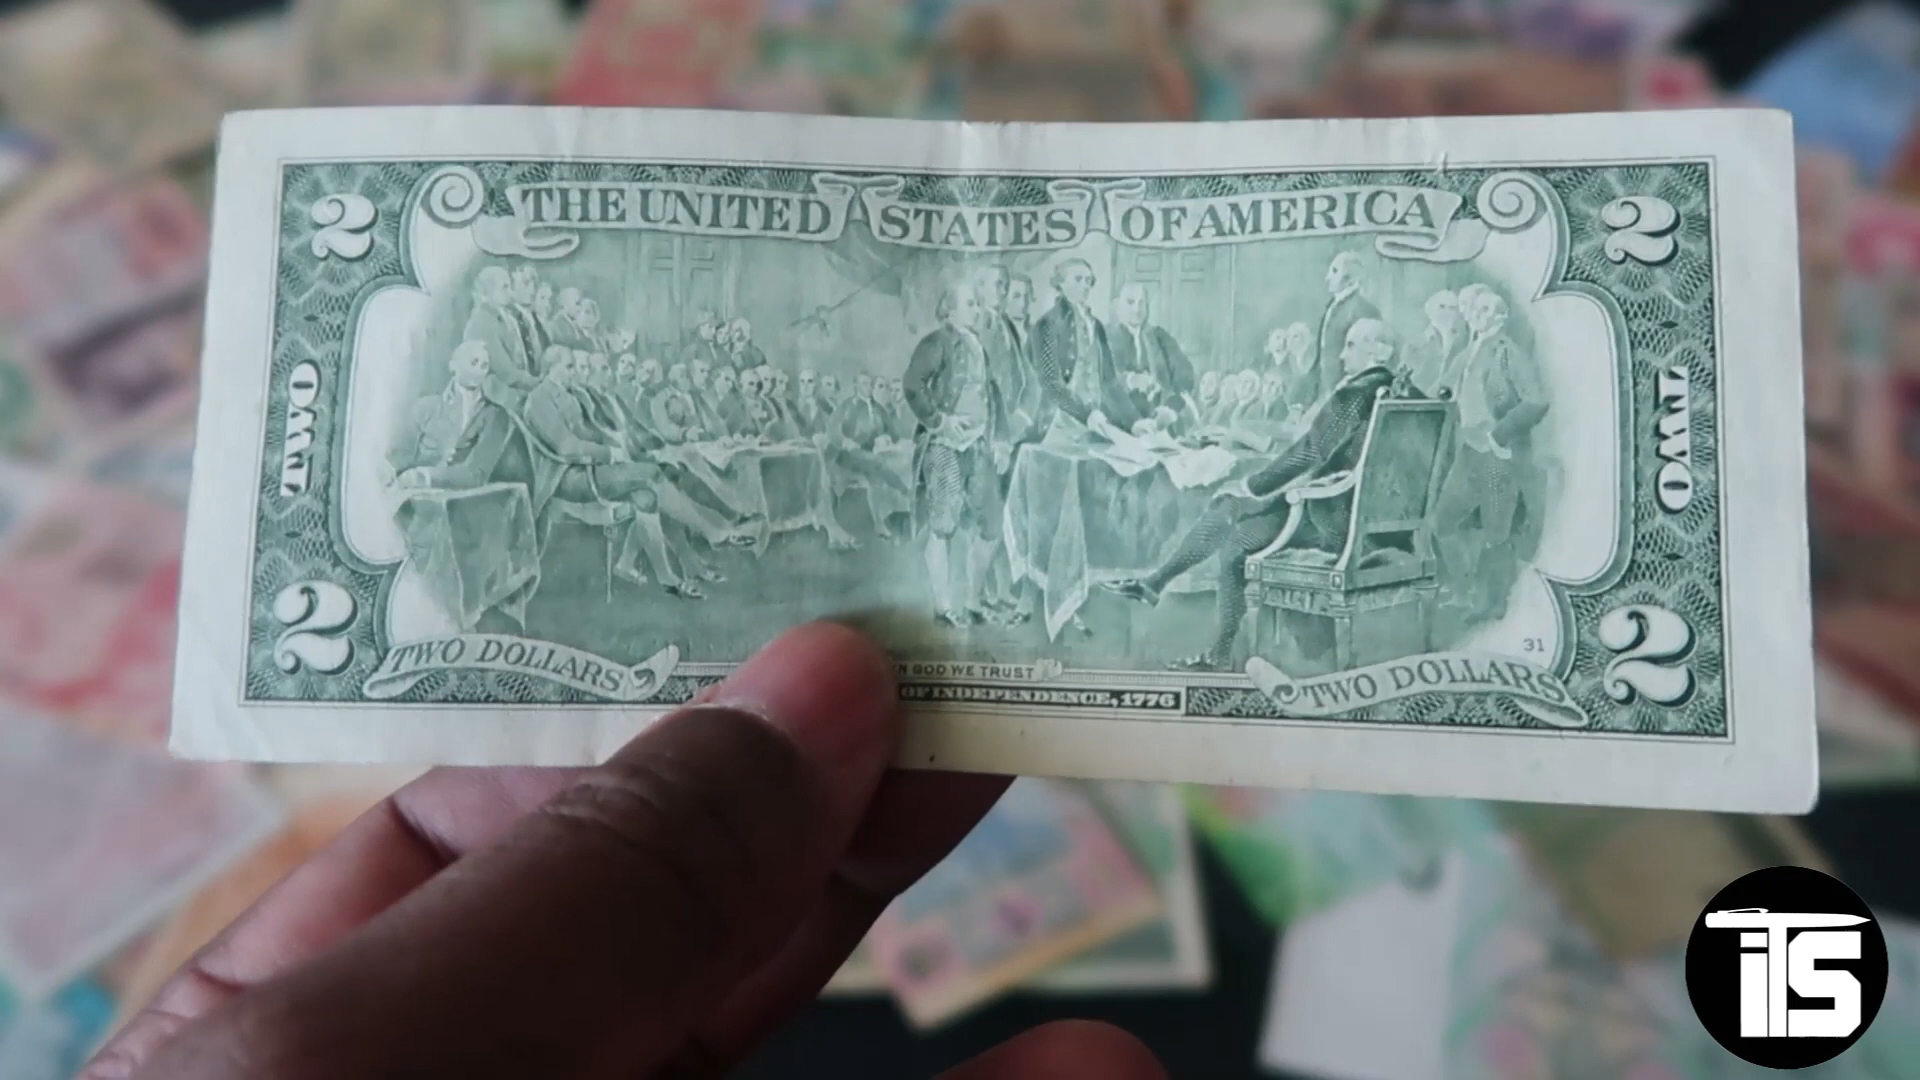 2 THE UNITED STATES OF AMERICA 2
TWO
TWO
2 TWO DOLLARS
N GOD WE TRUST
OF INDEPENDENCE, 1776
31
TWO DOLLARS 2
iTS